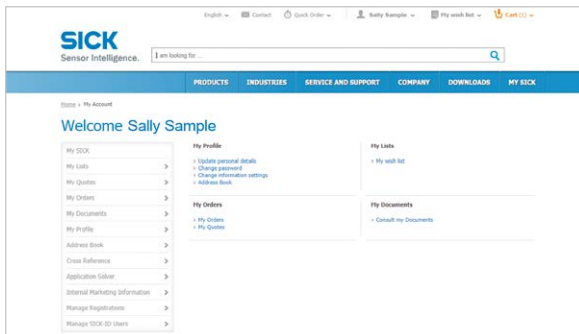 English Contact Quick Order Sally Sample My wish list Cart (1)
SICK
Sensor Intelligence.
I am looking for ...
PRODUCTS INDUSTRIES SERVICE AND SUPPORT COMPANY DOWNLOADS MY SICK
Home > My Account
Welcome Sally Sample
My SICK
My Lists >
My Quotes >
My Orders >
My Documents >
My Profile >
Address Book >
Cross Reference >
Application Solver >
Internal Marketing Information >
Manage Registrations >
Manage SICK-ID Users >
My Profile
> Update personal details
> Change password
> Change information settings
> Address Book
My Lists
> My wish list
My Orders
> My Orders
> My Quotes
My Documents
> Consult my Documents